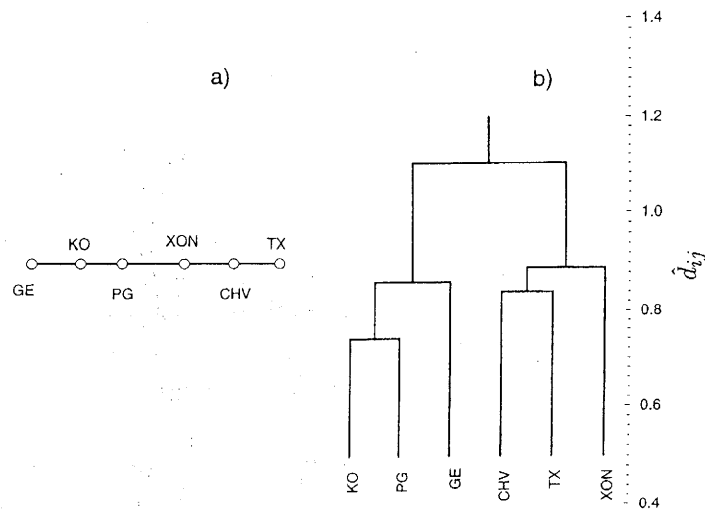 a)
KO XON TX
GE PG CHV
b)
KO PG GE CHV TX XON
1.4
1.2
1.0
0.8
0.6
0.4
d̂ij